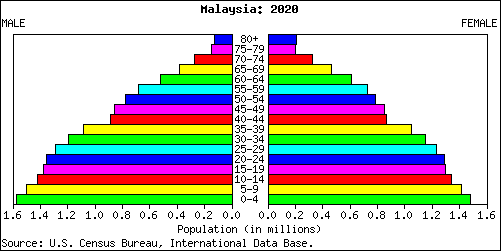 Malaysia: 2020
MALE
FEMALE
80+
75-79
70-74
65-69
60-64
55-59
50-54
45-49
40-44
35-39
30-34
25-29
20-24
15-19
10-14
5-9
0-4
1.6 1.4 1.2 1.0 0.8 0.6 0.4 0.2 0.0 0.0 0.2 0.4 0.6 0.8 1.0 1.2 1.4 1.6
Population (in millions)
Source: U.S. Census Bureau, International Data Base.